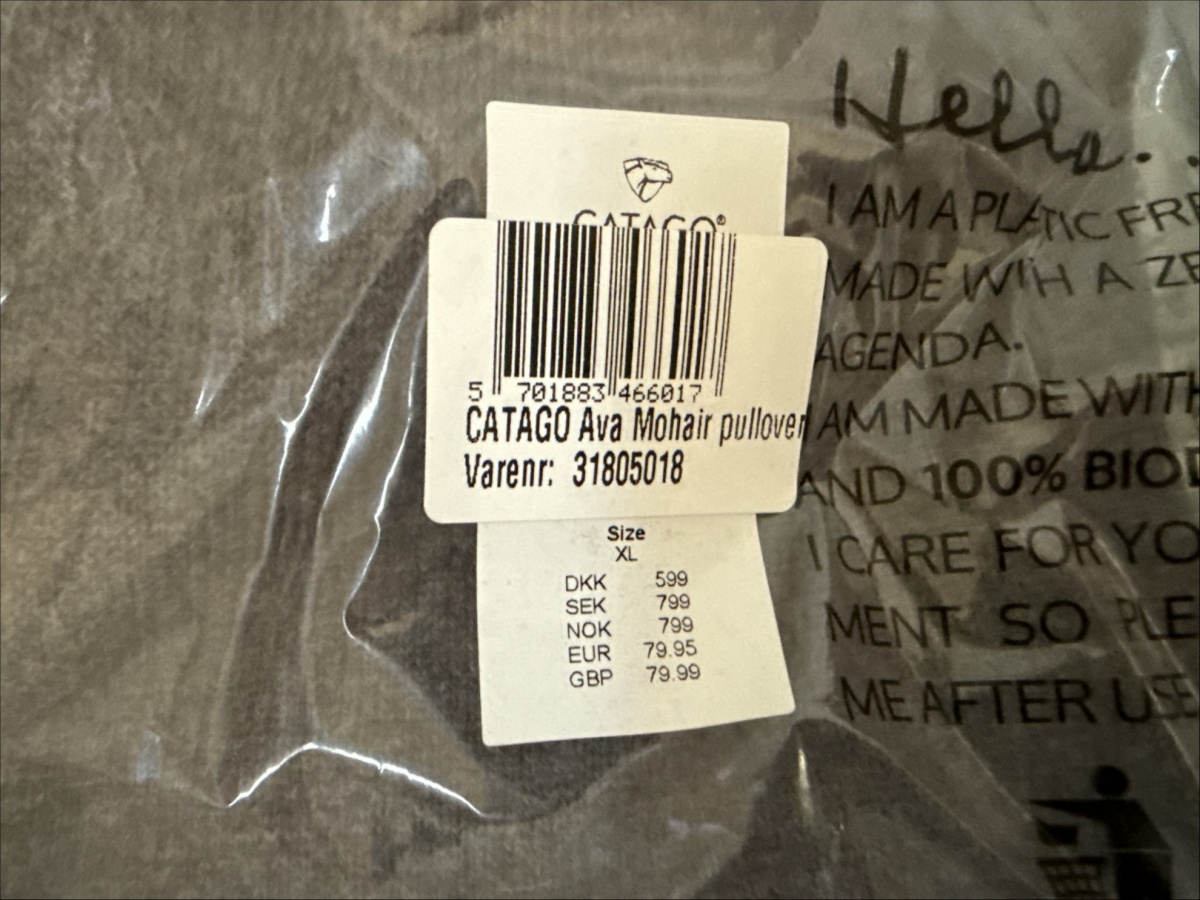 CATAGO®
5 701883 466017
CATAGO Ava Mohair pullover
Varenr: 31805018
Size
XL
DKK 599
SEK 799
NOK 799
EUR 79.95
GBP 79.99
Hello..
I AM A PLATIC FRE
MADE WIH A ZE
AGENDA.
I AM MADE WITH
AND 100% BIOD
I CARE FOR YO
MENT SO PLE
ME AFTER USE